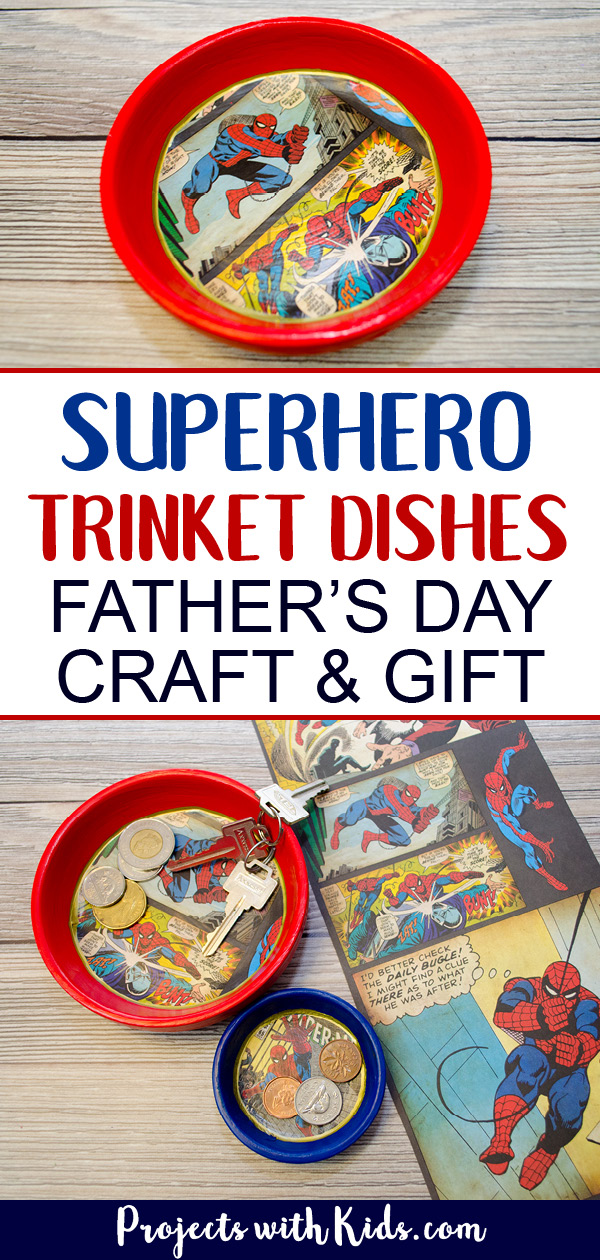 SUPERHERO
TRINKET DISHES
FATHER'S DAY
CRAFT & GIFT
I'D BETTER CHECK
THE DAILY BUGLE!
I MIGHT FIND A CLUE
THERE AS TO WHAT
HE WAS AFTER!
Projects with Kids.com